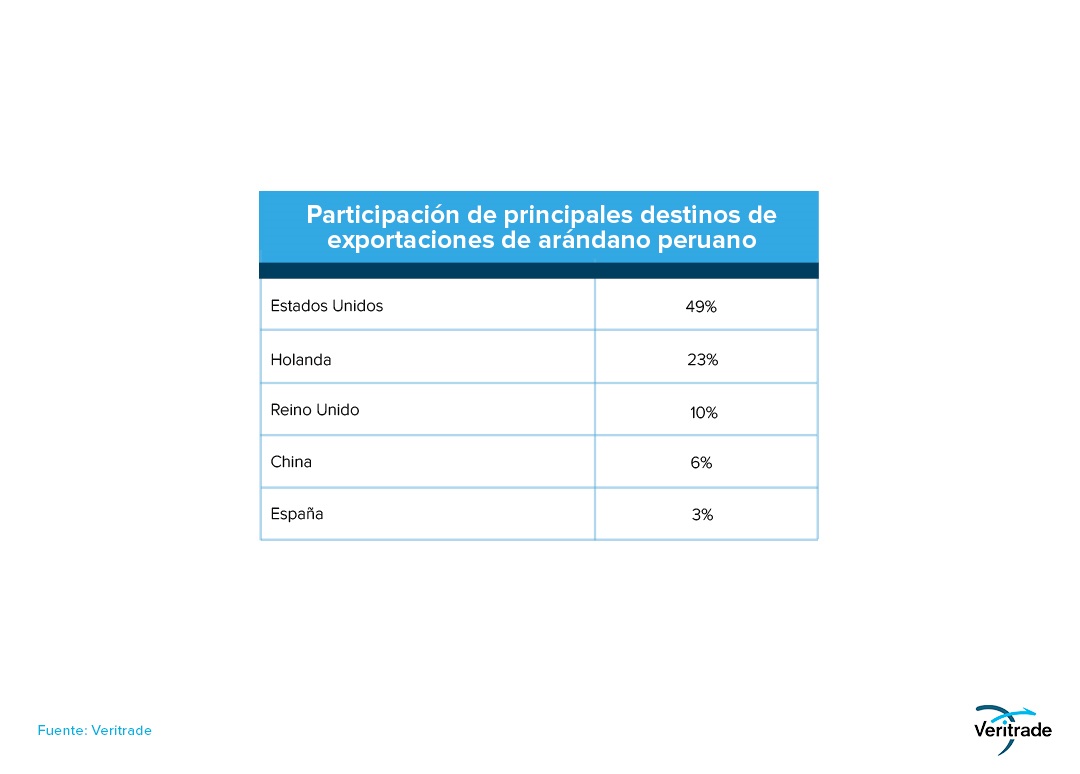 Participación de principales destinos de
exportaciones de arándano peruano
Estados Unidos 49%
Holanda 23%
Reino Unido 10%
China 6%
España 3%
Fuente: Veritrade
Veritrade